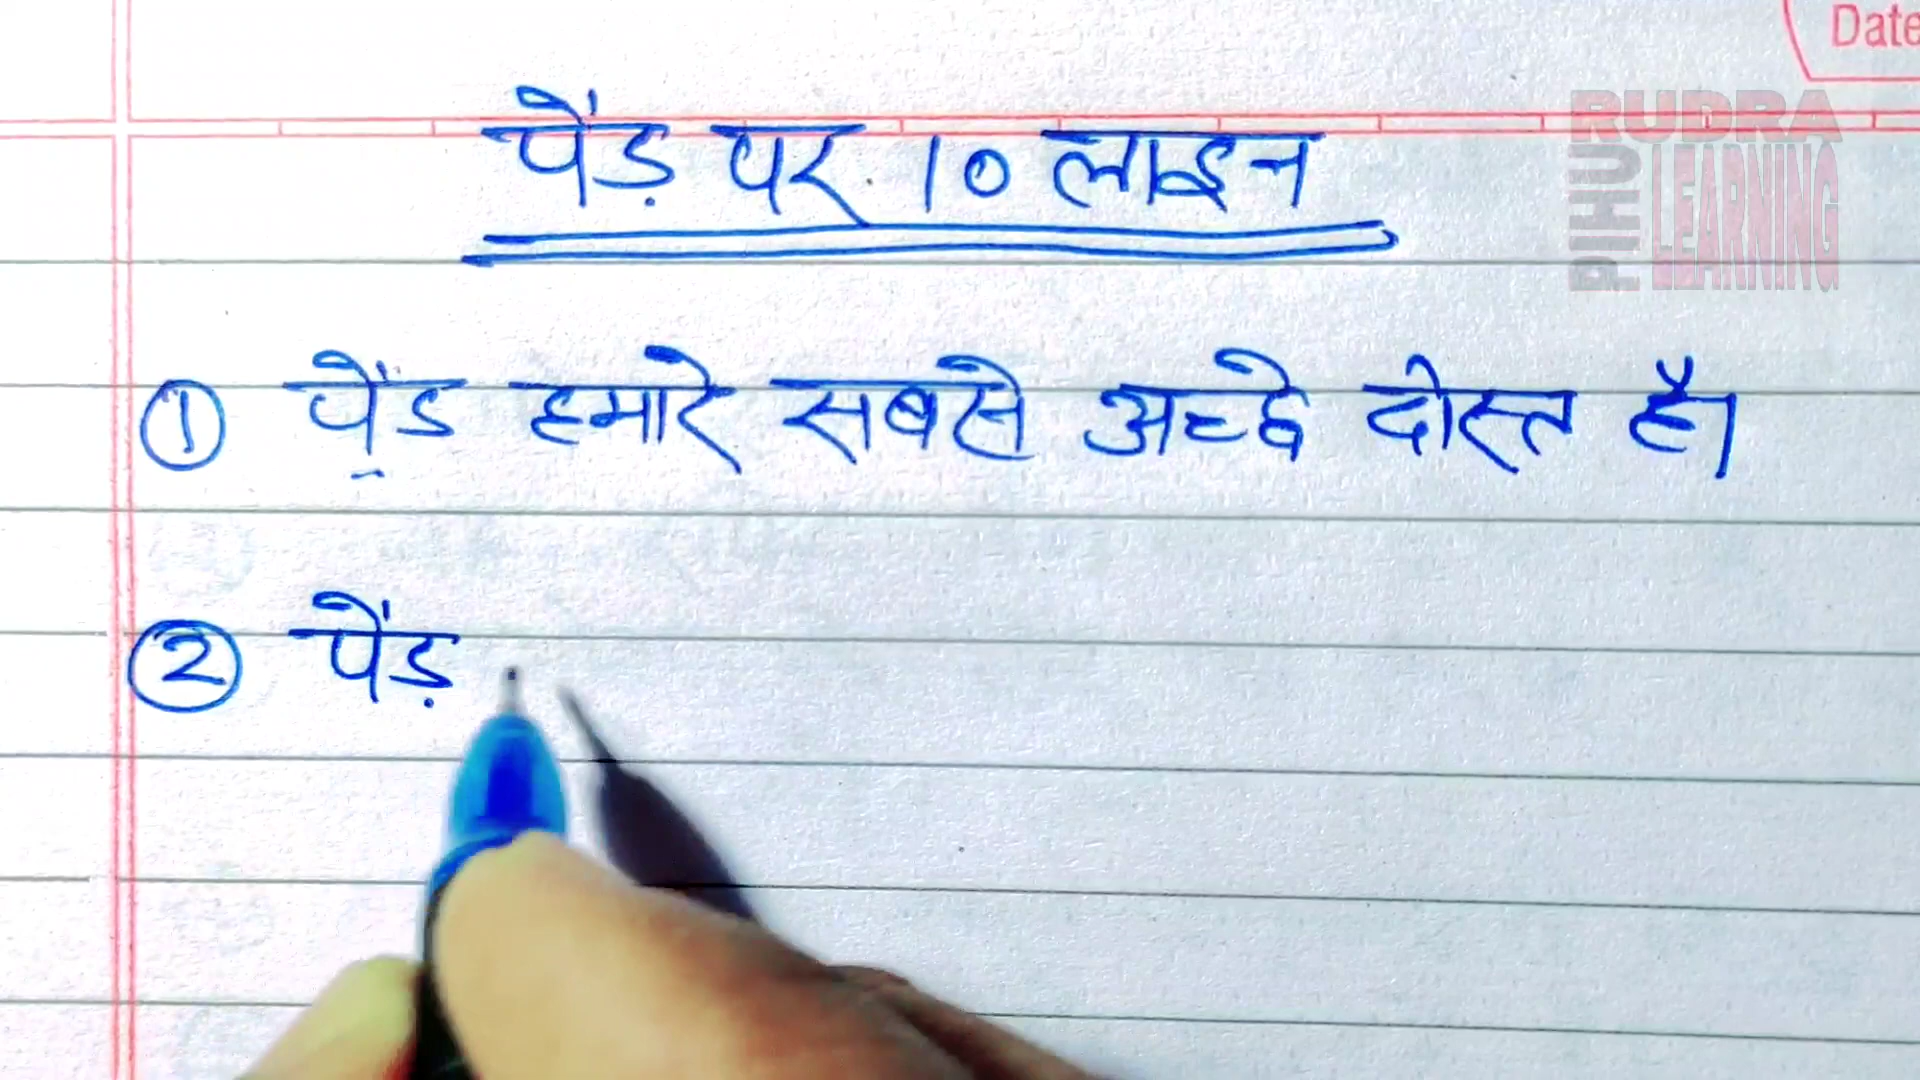 Date
RUDRA
PIHU LEARNING
पेंड़ पर 10 लाइन
① पे़ंड हमारे सबसे अच्छे दोस्त है।
② पेंड़